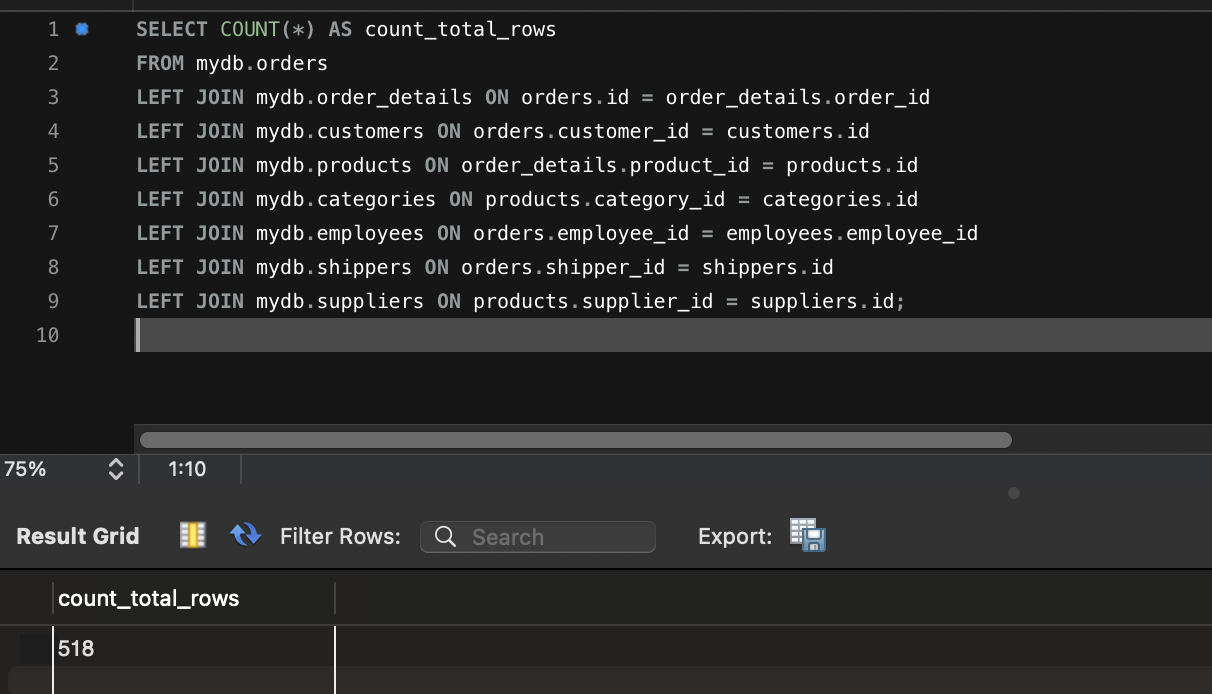 1 SELECT COUNT(*) AS count_total_rows
2 FROM mydb.orders
3 LEFT JOIN mydb.order_details ON orders.id = order_details.order_id
4 LEFT JOIN mydb.customers ON orders.customer_id = customers.id
5 LEFT JOIN mydb.products ON order_details.product_id = products.id
6 LEFT JOIN mydb.categories ON products.category_id = categories.id
7 LEFT JOIN mydb.employees ON orders.employee_id = employees.employee_id
8 LEFT JOIN mydb.shippers ON orders.shipper_id = shippers.id
9 LEFT JOIN mydb.suppliers ON products.supplier_id = suppliers.id;
10
75% 1:10
Result Grid Filter Rows: Search Export:
count_total_rows
518